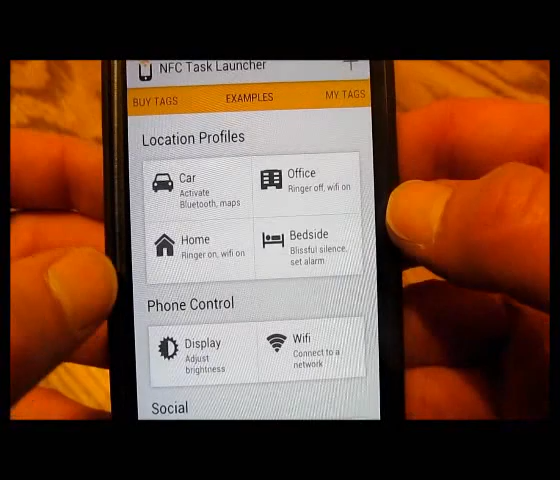 NFC Task Launcher
BUY TAGS EXAMPLES MY TAGS
Location Profiles
Car
Activate
Bluetooth, maps
Office
Ringer off, wifi on
Home
Ringer on, wifi on
Bedside
Blissful silence,
set alarm
Phone Control
Display
Adjust
brightness
Wifi
Connect to a
network
Social